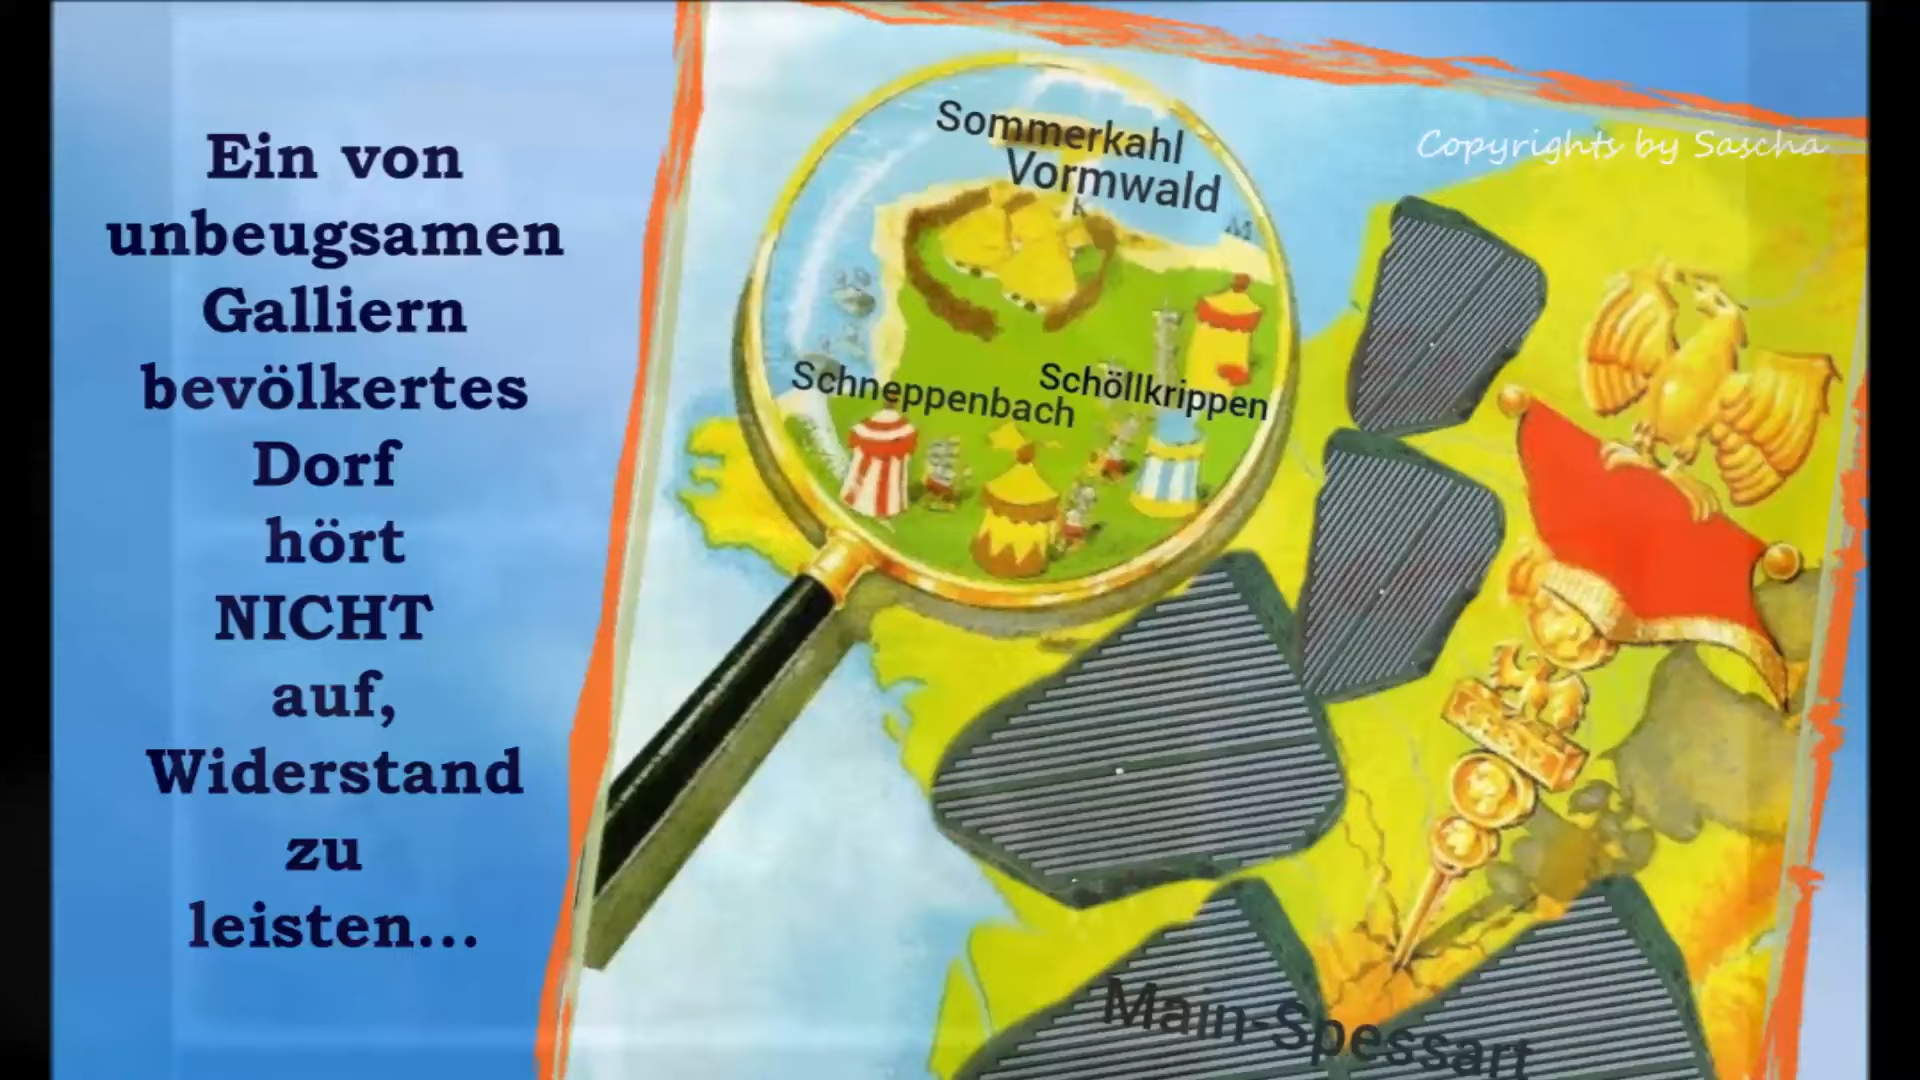 Ein von
unbeugsamen
Galliern
bevölkertes
Dorf
hört
NICHT
auf,
Widerstand
zu
leisten...
Copyrights by Sascha
Sommerkahl
Vormwald
K
M
Schöllkrippen
Schneppenbach
Main-Spessart